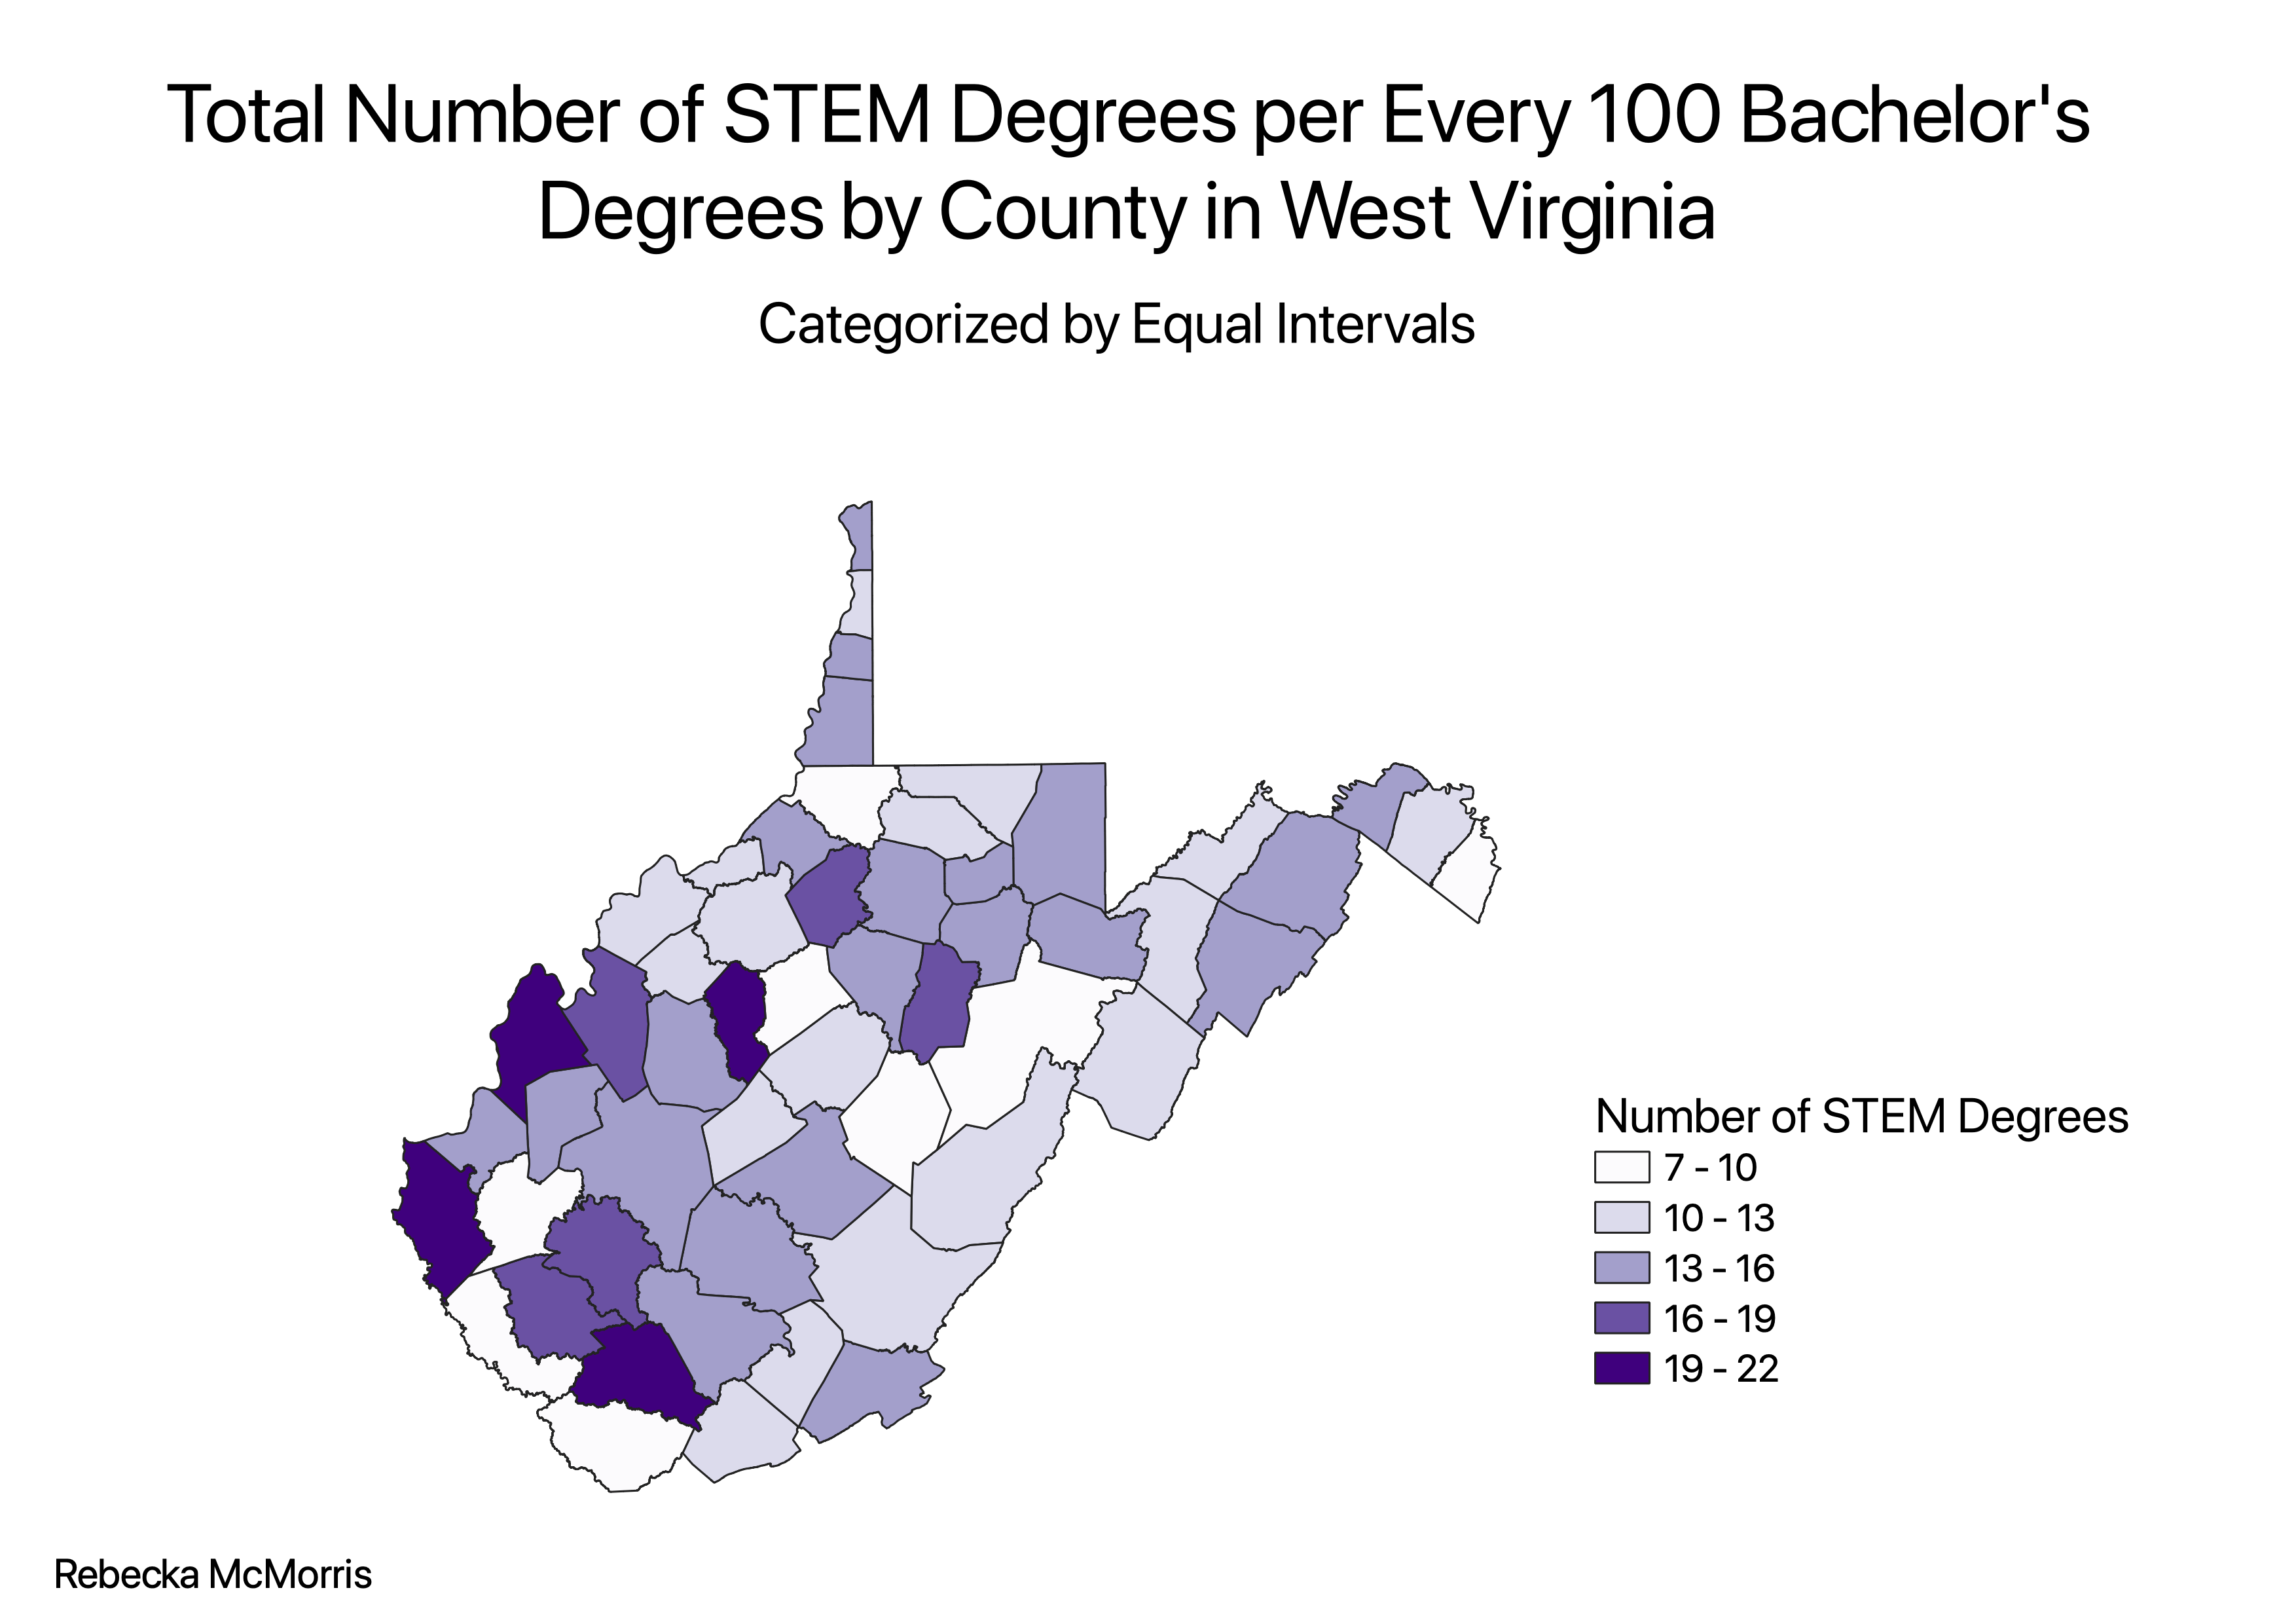 Total Number of STEM Degrees per Every 100 Bachelor's
Degrees by County in West Virginia
Categorized by Equal Intervals
Number of STEM Degrees
7 - 10
10 - 13
13 - 16
16 - 19
19 - 22
Rebecka McMorris